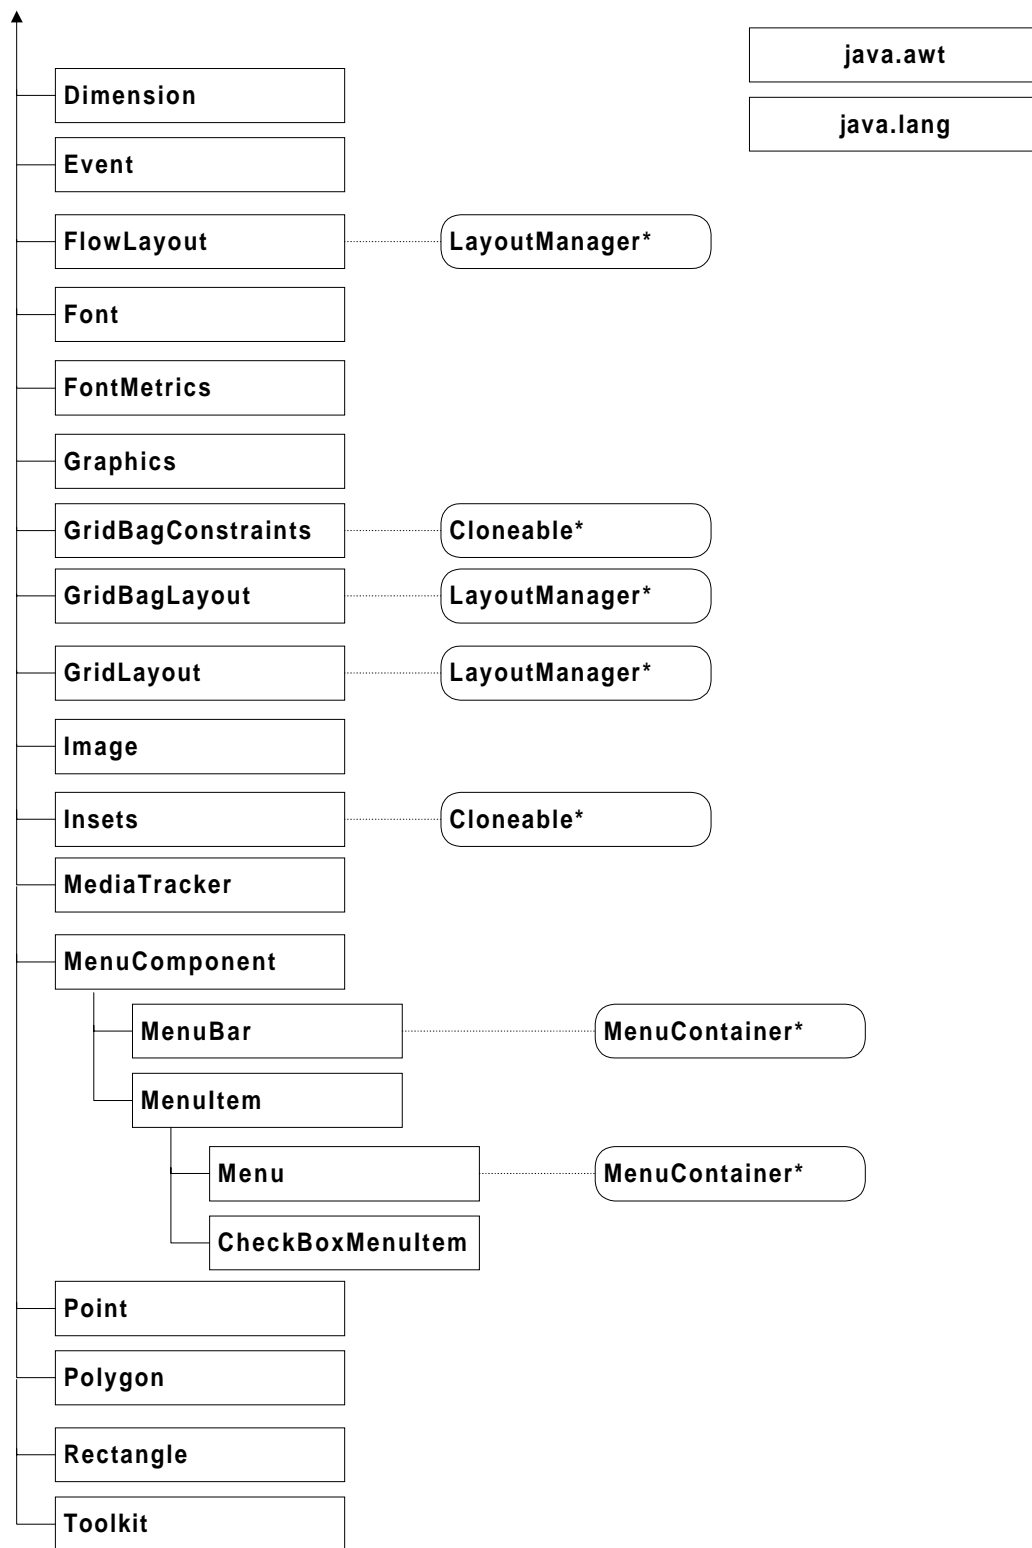 java.awt
Dimension
java.lang
Event
FlowLayout
LayoutManager*
Font
FontMetrics
Graphics
GridBagConstraints
Cloneable*
GridBagLayout
LayoutManager*
GridLayout
LayoutManager*
Image
Insets
Cloneable*
MediaTracker
MenuComponent
MenuBar
MenuContainer*
MenuItem
Menu
MenuContainer*
CheckBoxMenuItem
Point
Polygon
Rectangle
Toolkit